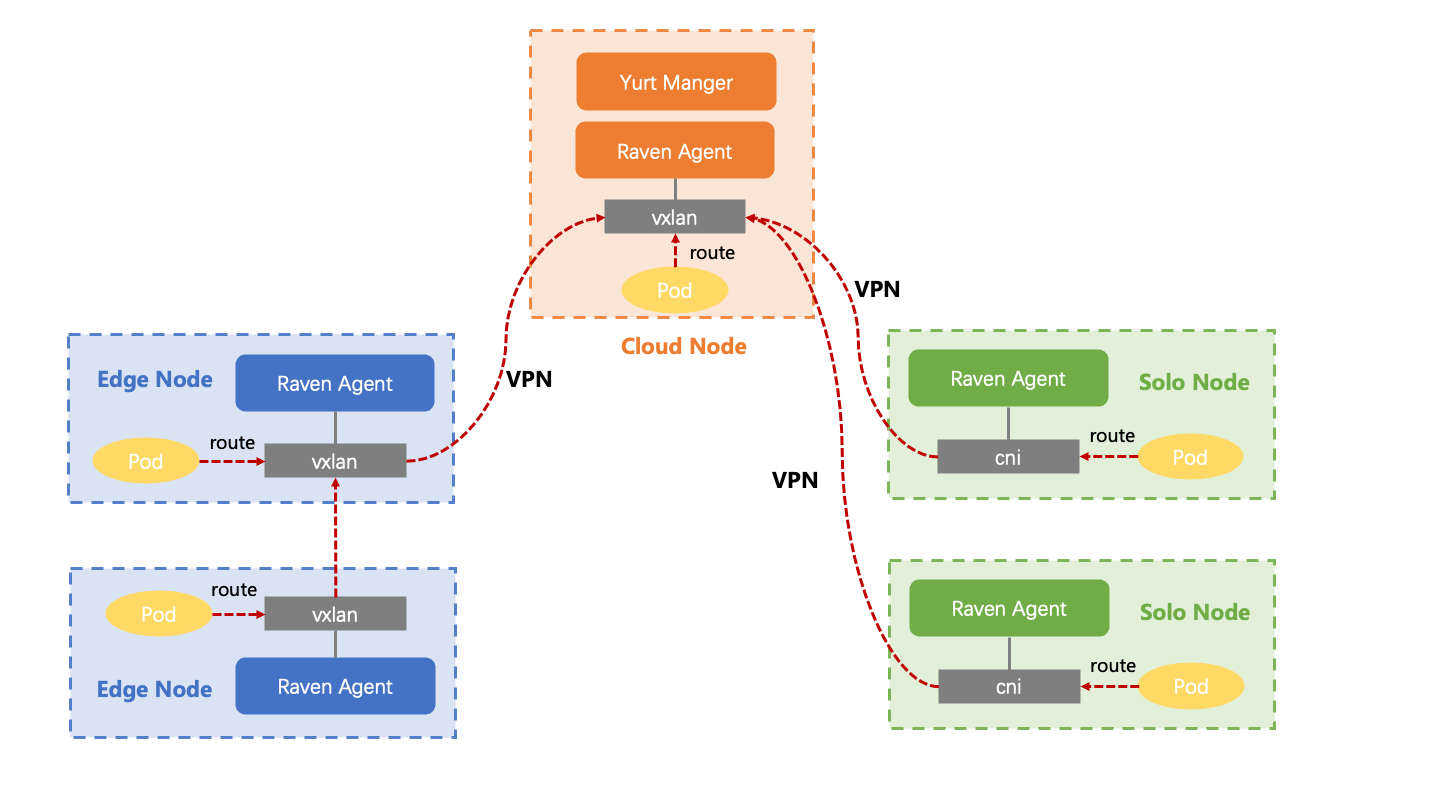 Yurt Manger
Raven Agent
vxlan
route
Pod
Cloud Node
VPN
VPN
VPN
Edge Node
Raven Agent
route
Pod
vxlan
route
Pod
vxlan
Edge Node
Raven Agent
Raven Agent
Solo Node
route
cni
Pod
Raven Agent
Solo Node
route
cni
Pod